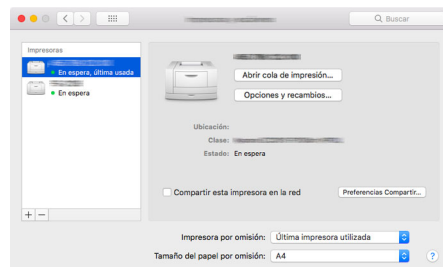 Buscar
Impresoras
En espera, última usada
En espera
Abrir cola de impresión...
Opciones y recambios...
Ubicación:
Clase:
Estado: En espera
Compartir esta impresora en la red
Preferencias Compartir...
+ −
Impresora por omisión: Última impresora utilizada
Tamaño del papel por omisión: A4
?